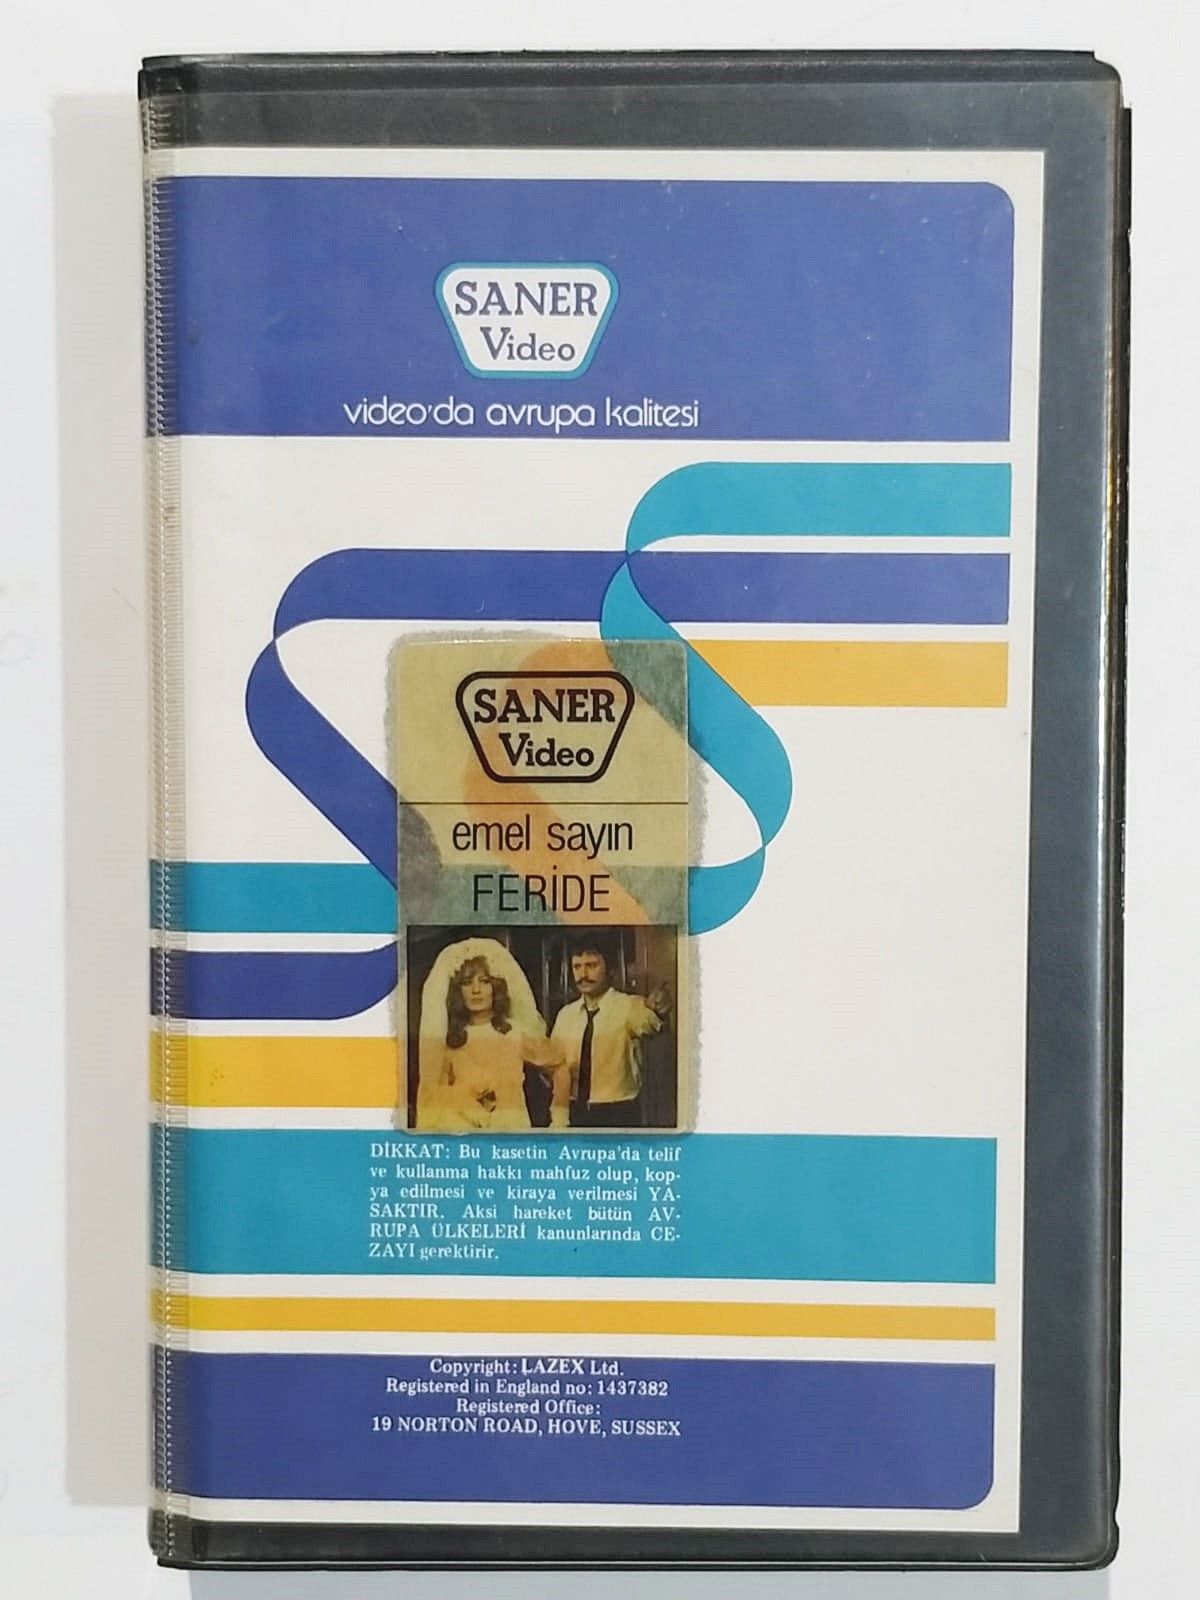 SANER
Video
video'da avrupa kalitesi
SANER
Video
emel sayın
FERİDE
DİKKAT: Bu kasetin Avrupa'da telif
ve kullanma hakkı mahfuz olup, kop-
ya edilmesi ve kiraya verilmesi YA-
SAKTIR. Aksi hareket bütün AV-
RUPA ÜLKELERİ kanunlarında CE-
ZAYI gerektirir.
Copyright: LAZEX Ltd.
Registered in England no: 1437382
Registered Office:
19 NORTON ROAD, HOVE, SUSSEX